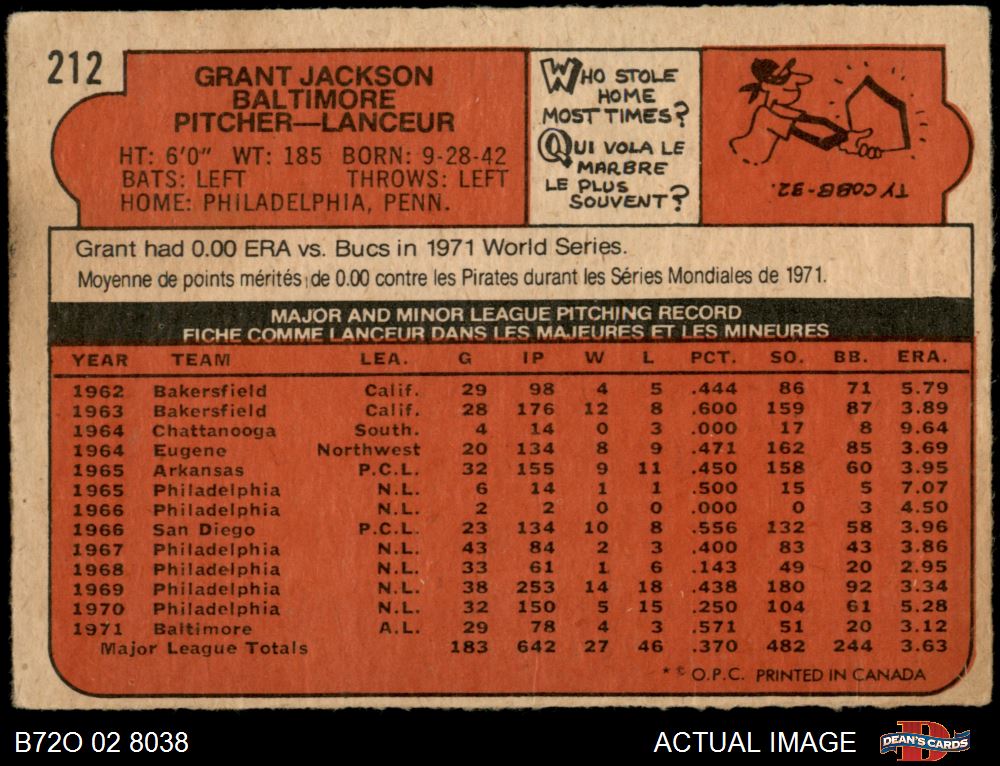 212
GRANT JACKSON
BALTIMORE
PITCHER—LANCEUR
HT: 6'0" WT: 185 BORN: 9-28-42
BATS: LEFT THROWS: LEFT
HOME: PHILADELPHIA, PENN.
WHO STOLE
HOME
MOST TIMES?
QUI VOLA LE
MARBRE
LE PLUS
SOUVENT?
TY COBB-32.
Grant had 0.00 ERA vs. Bucs in 1971 World Series.
Moyenne de points mérités de 0.00 contre les Pirates durant les Séries Mondiales de 1971.
MAJOR AND MINOR LEAGUE PITCHING RECORD
FICHE COMME LANCEUR DANS LES MAJEURES ET LES MINEURES
YEAR TEAM LEA. G IP W L PCT. SO. BB. ERA.
1962 Bakersfield Calif. 29 98 4 5 .444 86 71 5.79
1963 Bakersfield Calif. 28 176 12 8 .600 159 87 3.89
1964 Chattanooga South. 4 14 0 3 .000 17 8 9.64
1964 Eugene Northwest 20 134 8 9 .471 162 85 3.69
1965 Arkansas P.C.L. 32 155 9 11 .450 158 60 3.95
1965 Philadelphia N.L. 6 14 1 1 .500 15 5 7.07
1966 Philadelphia N.L. 2 2 0 0 .000 0 3 4.50
1966 San Diego P.C.L. 23 134 10 8 .556 132 58 3.96
1967 Philadelphia N.L. 43 84 2 3 .400 83 43 3.86
1968 Philadelphia N.L. 33 61 1 6 .143 49 20 2.95
1969 Philadelphia N.L. 38 253 14 18 .438 180 92 3.34
1970 Philadelphia N.L. 32 150 5 15 .250 104 61 5.28
1971 Baltimore A.L. 29 78 4 3 .571 51 20 3.12
Major League Totals 183 642 27 46 .370 482 244 3.63
* © O.P.C. PRINTED IN CANADA
B72O 02 8038
ACTUAL IMAGE
D
DEAN'S CARDS